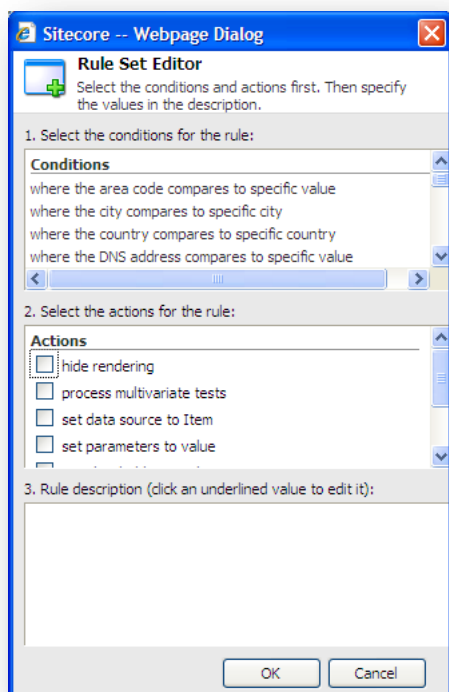 Sitecore -- Webpage Dialog
Rule Set Editor
Select the conditions and actions first. Then specify
the values in the description.
1. Select the conditions for the rule:
Conditions
where the area code compares to specific value
where the city compares to specific city
where the country compares to specific country
where the DNS address compares to specific value
2. Select the actions for the rule:
Actions
hide rendering
process multivariate tests
set data source to Item
set parameters to value
3. Rule description (click an underlined value to edit it):
OK
Cancel